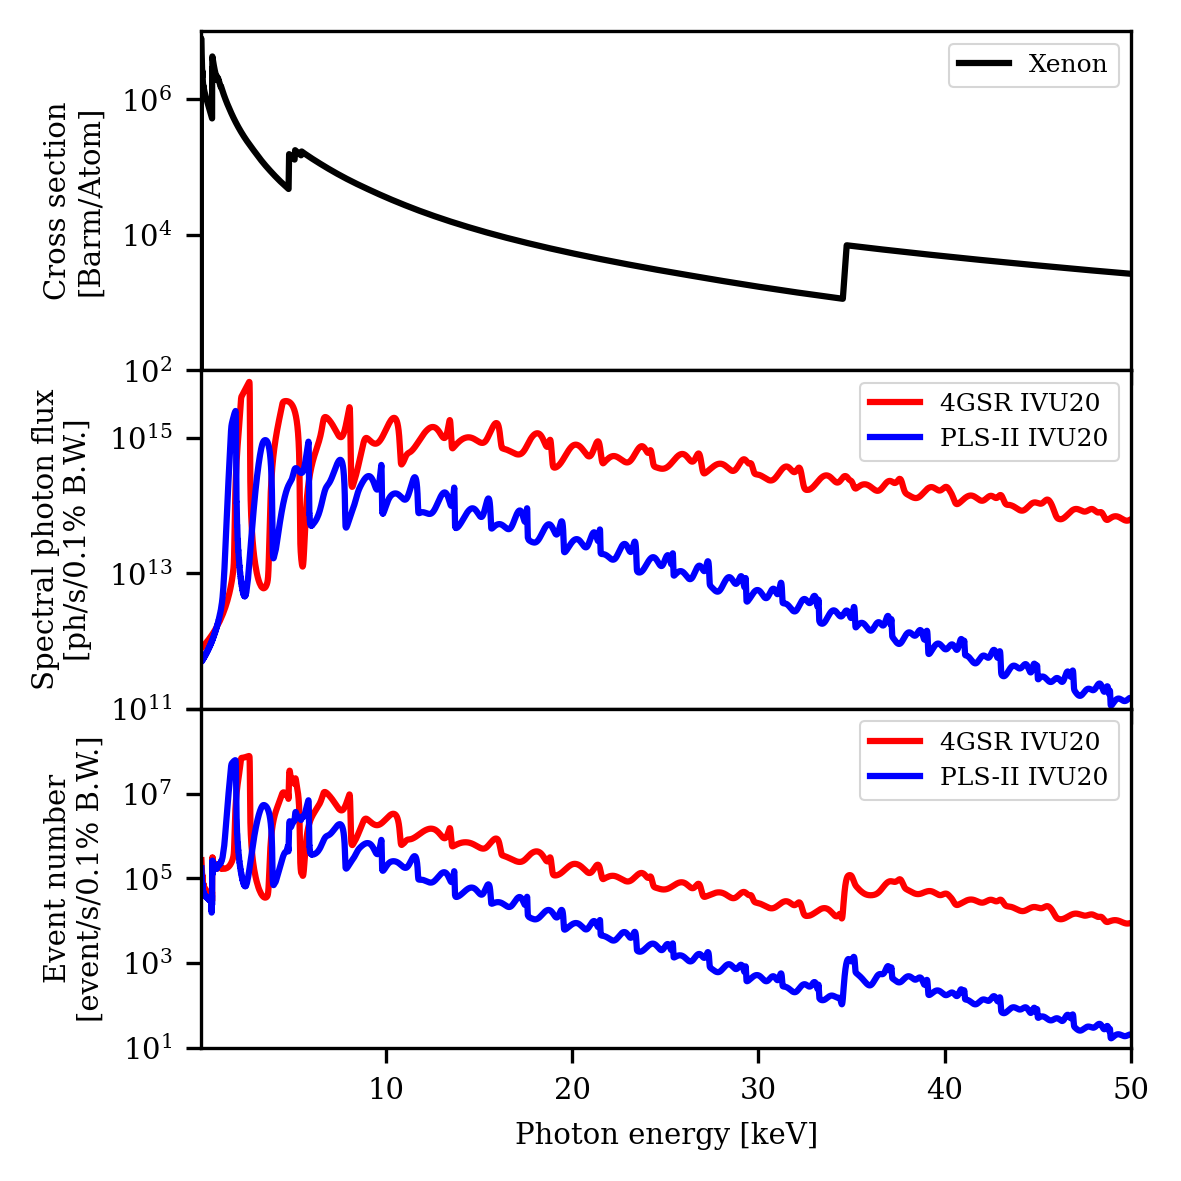 Cross section
[Barm/Atom]
10^6
10^4
10^2
Xenon
Spectral photon flux
[ph/s/0.1% B.W.]
10^15
10^13
10^11
4GSR IVU20
PLS-II IVU20
Event number
[event/s/0.1% B.W.]
10^7
10^5
10^3
10^1
4GSR IVU20
PLS-II IVU20
10 20 30 40 50
Photon energy [keV]